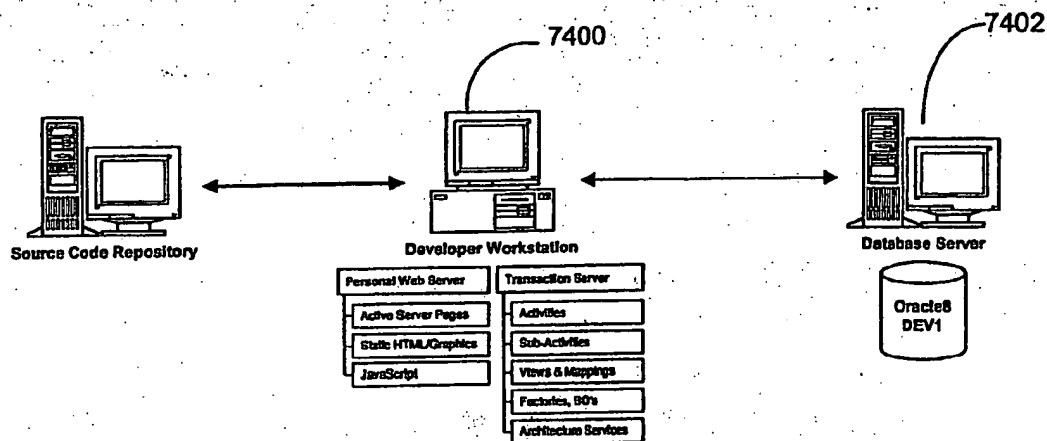 7400
7402
Source Code Repository
Developer Workstation
Database Server
Personal Web Server
Active Server Pages
Static HTML/Graphics
JavaScript
Transaction Server
Activities
Sub-Activities
Views & Mappings
Factories, BO's
Architecture Services
Oracle8
DEV1